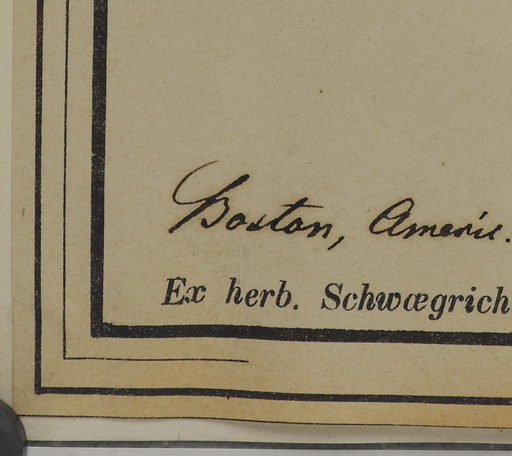 Boston, Americ.
Ex herb. Schwægrich